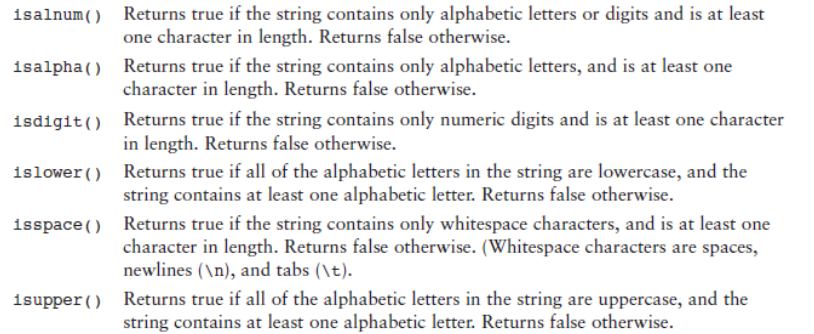 isalnum() Returns true if the string contains only alphabetic letters or digits and is at least
one character in length. Returns false otherwise.
isalpha() Returns true if the string contains only alphabetic letters, and is at least one
character in length. Returns false otherwise.
isdigit() Returns true if the string contains only numeric digits and is at least one character
in length. Returns false otherwise.
islower() Returns true if all of the alphabetic letters in the string are lowercase, and the
string contains at least one alphabetic letter. Returns false otherwise.
isspace() Returns true if the string contains only whitespace characters, and is at least one
character in length. Returns false otherwise. (Whitespace characters are spaces,
newlines (\n), and tabs (\t).
isupper() Returns true if all of the alphabetic letters in the string are uppercase, and the
string contains at least one alphabetic letter. Returns false otherwise.